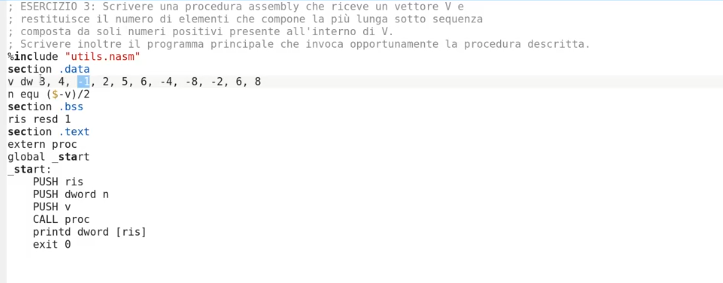 ; ESERCIZIO 3: Scrivere una procedura assembly che riceve un vettore V e
; restituisce il numero di elementi che compone la più lunga sotto sequenza
; composta da soli numeri positivi presente all'interno di V.
; Scrivere inoltre il programma principale che invoca opportunamente la procedura descritta.
%include "utils.nasm"
section .data
v dw 3, 4, -1, 2, 5, 6, -4, -8, -2, 6, 8
n equ ($-v)/2
section .bss
ris resd 1
section .text
extern proc
global _start
_start:
PUSH ris
PUSH dword n
PUSH v
CALL proc
printd dword [ris]
exit 0